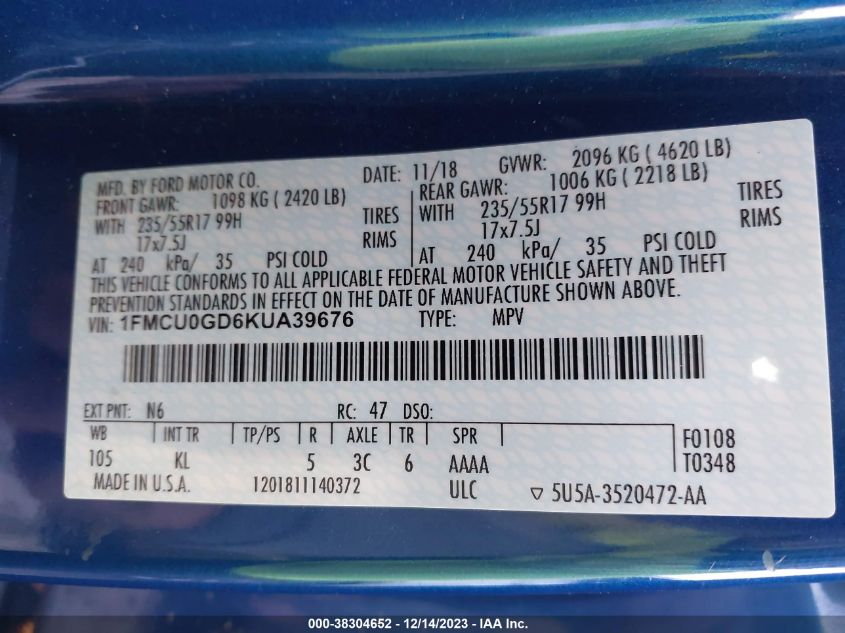 MFD. BY FORD MOTOR CO. DATE: 11/18 GVWR: 2096 KG ( 4620 LB)
FRONT GAWR: 1098 KG ( 2420 LB) REAR GAWR: 1006 KG ( 2218 LB)
WITH 235/55R17 99H TIRES WITH 235/55R17 99H TIRES
17x7.5J RIMS 17x7.5J RIMS
AT 240 kPa/ 35 PSI COLD AT 240 kPa/ 35 PSI COLD
THIS VEHICLE CONFORMS TO ALL APPLICABLE FEDERAL MOTOR VEHICLE SAFETY AND THEFT
PREVENTION STANDARDS IN EFFECT ON THE DATE OF MANUFACTURE SHOWN ABOVE.
VIN: 1FMCU0GD6KUA39676 TYPE: MPV
EXT PNT: N6 RC: 47 DSO:
WB INT TR TP/PS R AXLE TR SPR F0108
105 KL 5 3C 6 AAAA T0348
MADE IN U.S.A. 1201811140372 ULC ▽ 5U5A-3520472-AA
000-38304652 / 12/14/2023 - IAA Inc.